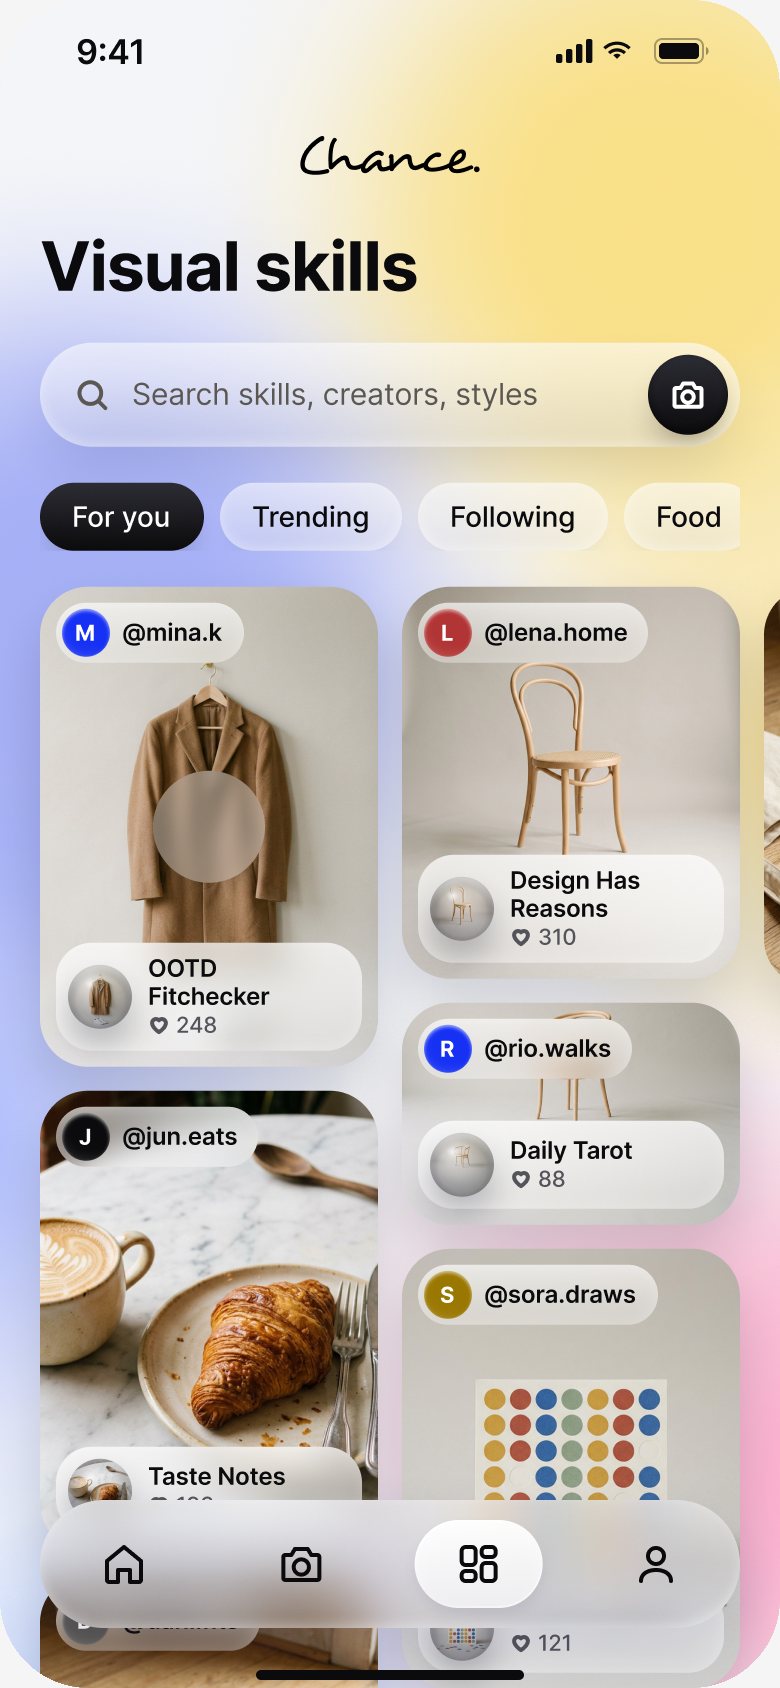 9:41
Chance.
Visual skills
Search skills, creators, styles
For you
Trending
Following
Food
M @mina.k
OOTD
Fitchecker
248
L @lena.home
Design Has
Reasons
310
R @rio.walks
Daily Tarot
88
J @jun.eats
Taste Notes
S @sora.draws
121